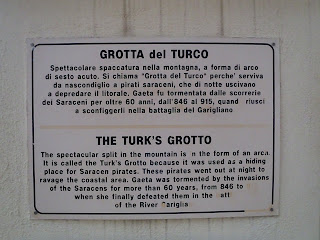 GROTTA del TURCO
Spettacolare spaccatura nella montagna, a forma di arco
di sesto acuto. Si chiama "Grotta del Turco" perche' serviva
da nascondiglio a pirati saraceni, che di notte uscivano
a depredare il litorale. Gaeta fu tormentata dalle scorrerie
dei Saraceni per oltre 60 anni, dall'846 al 915, quand riusci
a sconfiggerli nella battaglia del Garigliano
THE TURK'S GROTTO
The spectacular split in the mountain is in the form of an arca.
It is called the Turk's Grotto because it was used as a hiding
place for Saracen pirates. These pirates went out at night to
ravage the coastal area. Gaeta was tormented by the invasions
of the Saracens for more than 60 years, from 846 to
when she finally defeated them in the att
of the River Gariglia